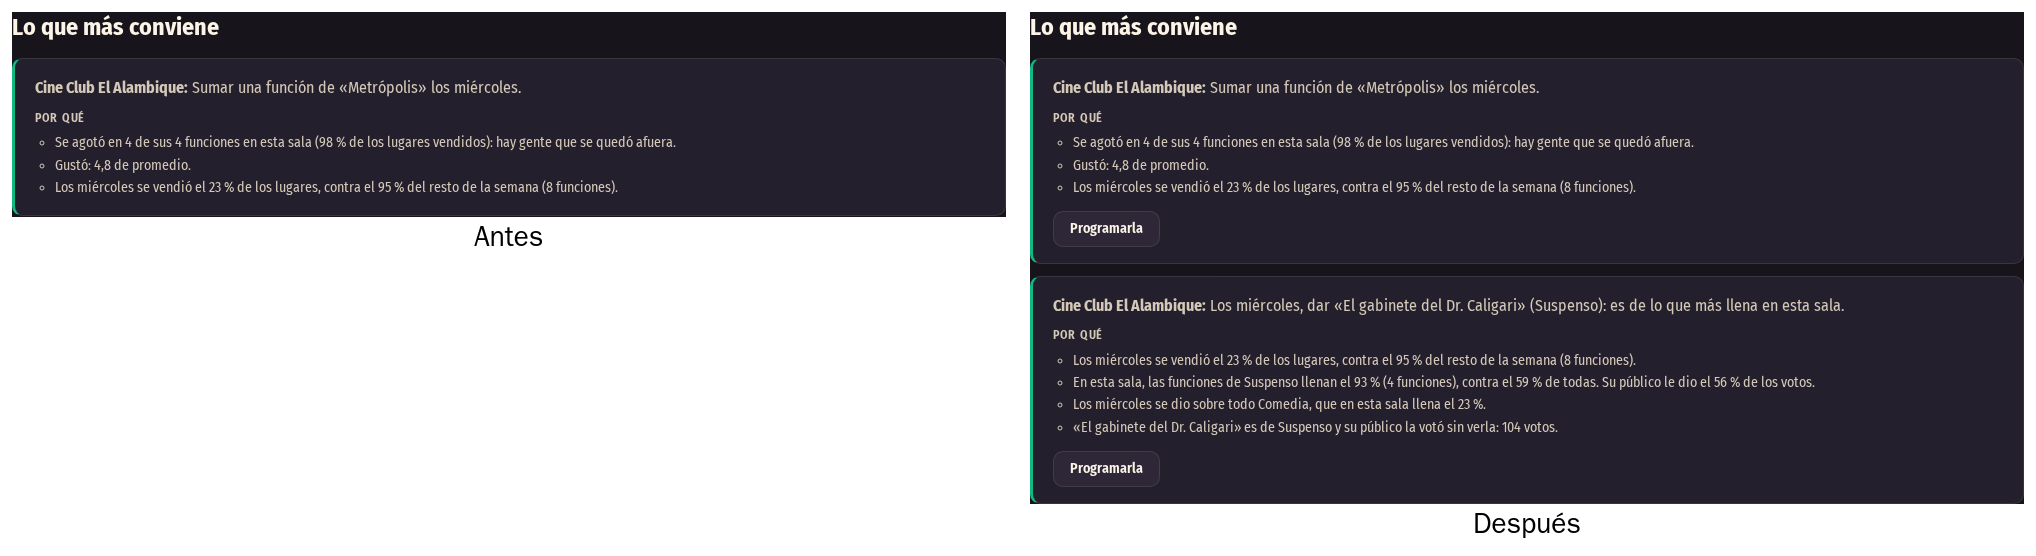 Lo que más conviene
Cine Club El Alambique: Sumar una función de «Metrópolis» los miércoles.
POR QUÉ
Se agotó en 4 de sus 4 funciones en esta sala (98 % de los lugares vendidos): hay gente que se quedó afuera.
Gustó: 4,8 de promedio.
Los miércoles se vendió el 23 % de los lugares, contra el 95 % del resto de la semana (8 funciones).
Antes
Lo que más conviene
Cine Club El Alambique: Sumar una función de «Metrópolis» los miércoles.
POR QUÉ
Se agotó en 4 de sus 4 funciones en esta sala (98 % de los lugares vendidos): hay gente que se quedó afuera.
Gustó: 4,8 de promedio.
Los miércoles se vendió el 23 % de los lugares, contra el 95 % del resto de la semana (8 funciones).
Programarla
Cine Club El Alambique: Los miércoles, dar «El gabinete del Dr. Caligari» (Suspenso): es de lo que más llena en esta sala.
POR QUÉ
Los miércoles se vendió el 23 % de los lugares, contra el 95 % del resto de la semana (8 funciones).
En esta sala, las funciones de Suspenso llenan el 93 % (4 funciones), contra el 59 % de todas. Su público le dio el 56 % de los votos.
Los miércoles se dio sobre todo Comedia, que en esta sala llena el 23 %.
«El gabinete del Dr. Caligari» es de Suspenso y su público la votó sin verla: 104 votos.
Programarla
Después